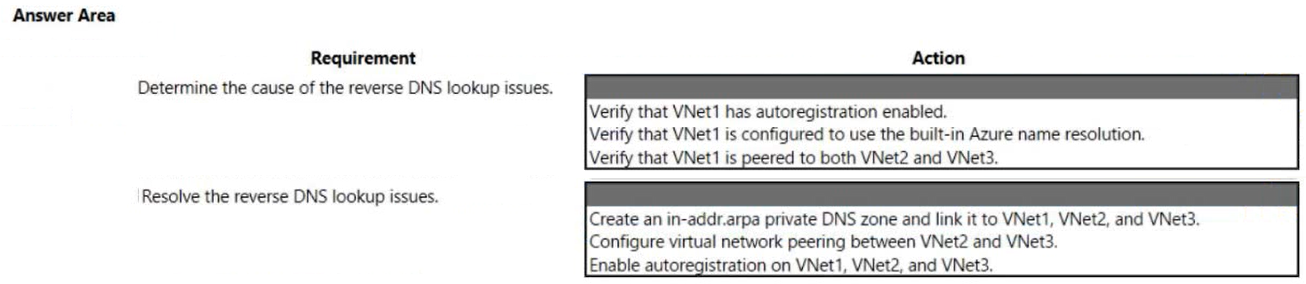 Answer Area
Requirement Action
Determine the cause of the reverse DNS lookup issues.
Verify that VNet1 has autoregistration enabled.
Verify that VNet1 is configured to use the built-in Azure name resolution.
Verify that VNet1 is peered to both VNet2 and VNet3.
Resolve the reverse DNS lookup issues.
Create an in-addr.arpa private DNS zone and link it to VNet1, VNet2, and VNet3.
Configure virtual network peering between VNet2 and VNet3.
Enable autoregistration on VNet1, VNet2, and VNet3.